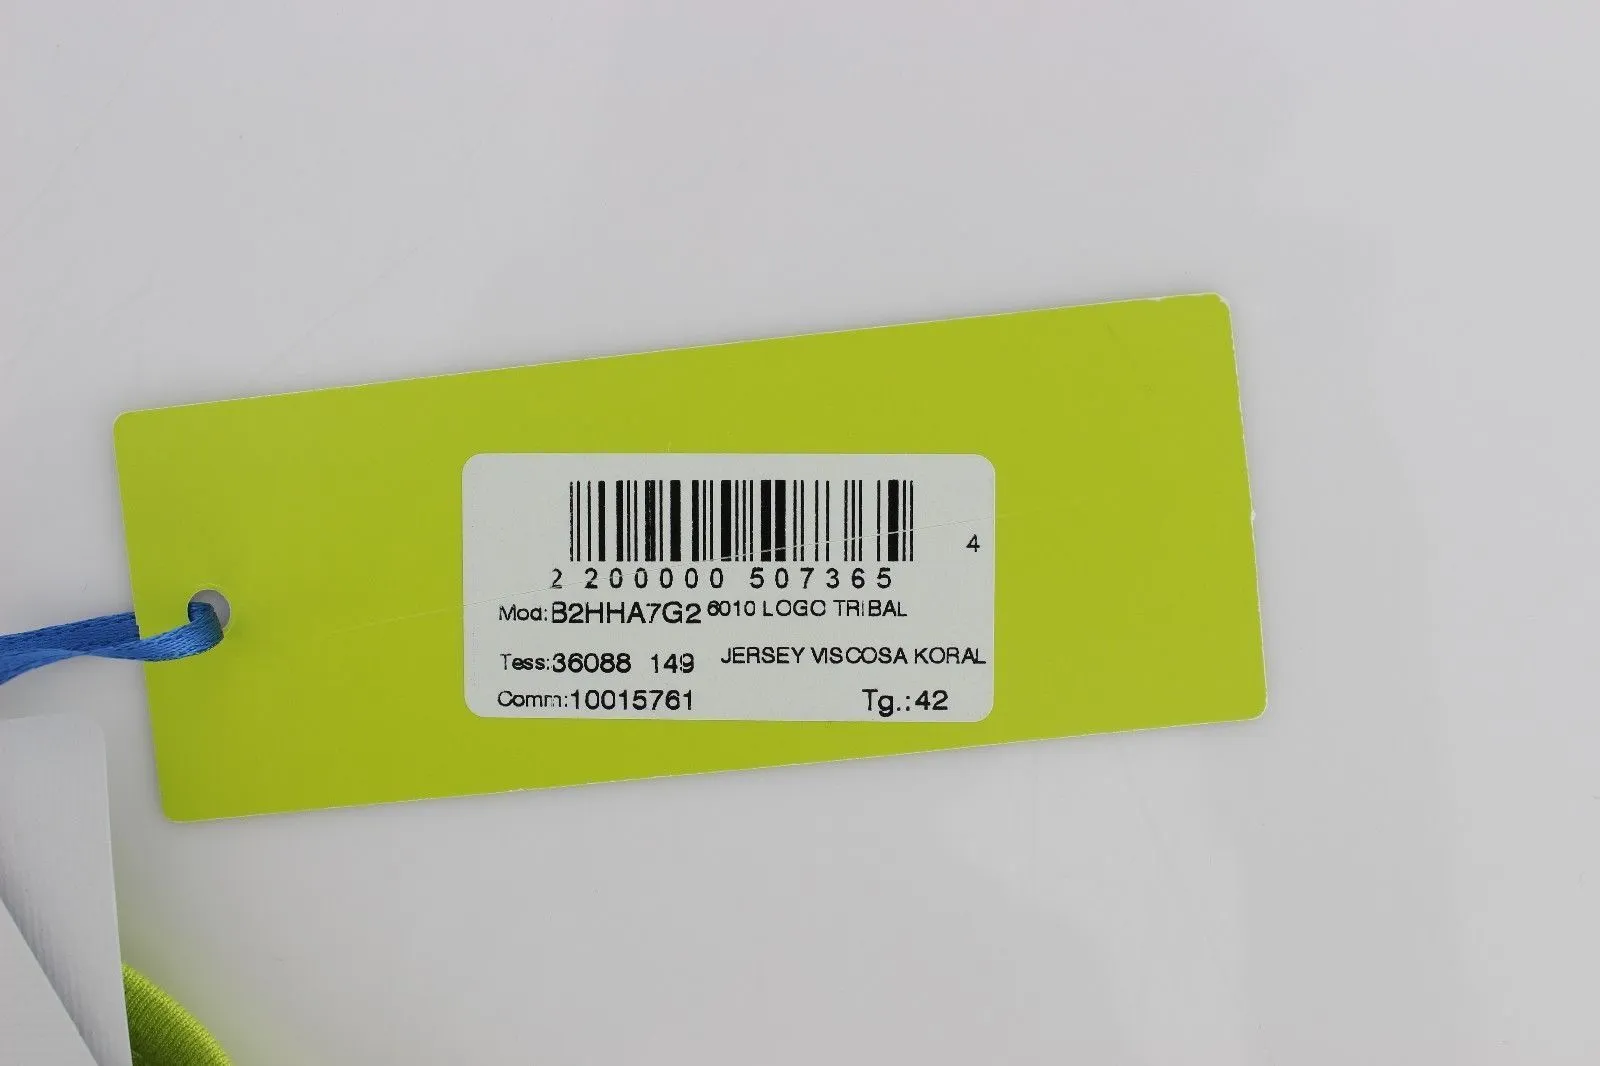 4
2 200000 507365
Mod:B2HHA7G2 6010 LOGO TRIBAL
Tess:36088 149 JERSEY VISCOSA KORAL
Comm:10015761 Tg.:42